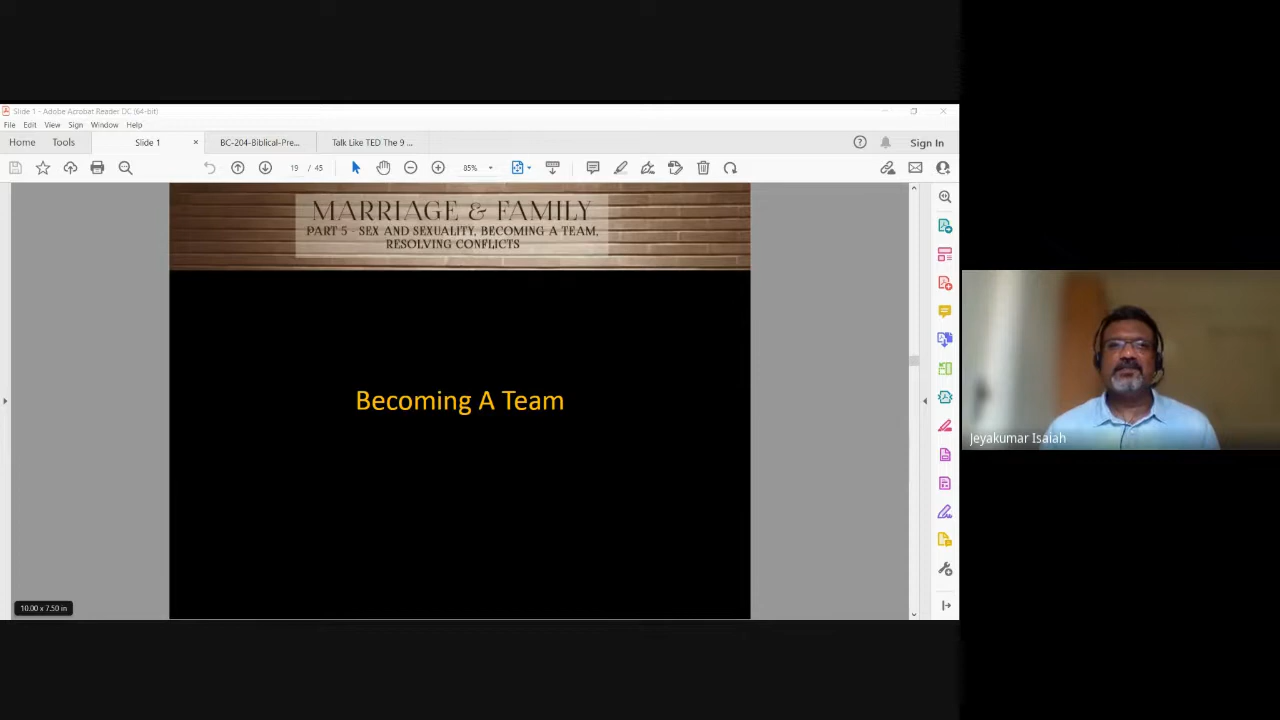 Slide 1 - Adobe Acrobat Reader DC (64-bit)
File Edit View Sign Window Help
Home Tools Slide 1 × BC-204-Biblical-Pre... Talk Like TED The 9 ... Sign In
19 / 45 85%
MARRIAGE & FAMILY
PART 5 - SEX AND SEXUALITY, BECOMING A TEAM,
RESOLVING CONFLICTS
Becoming A Team
Jeyakumar Isaiah
10.00 x 7.50 in